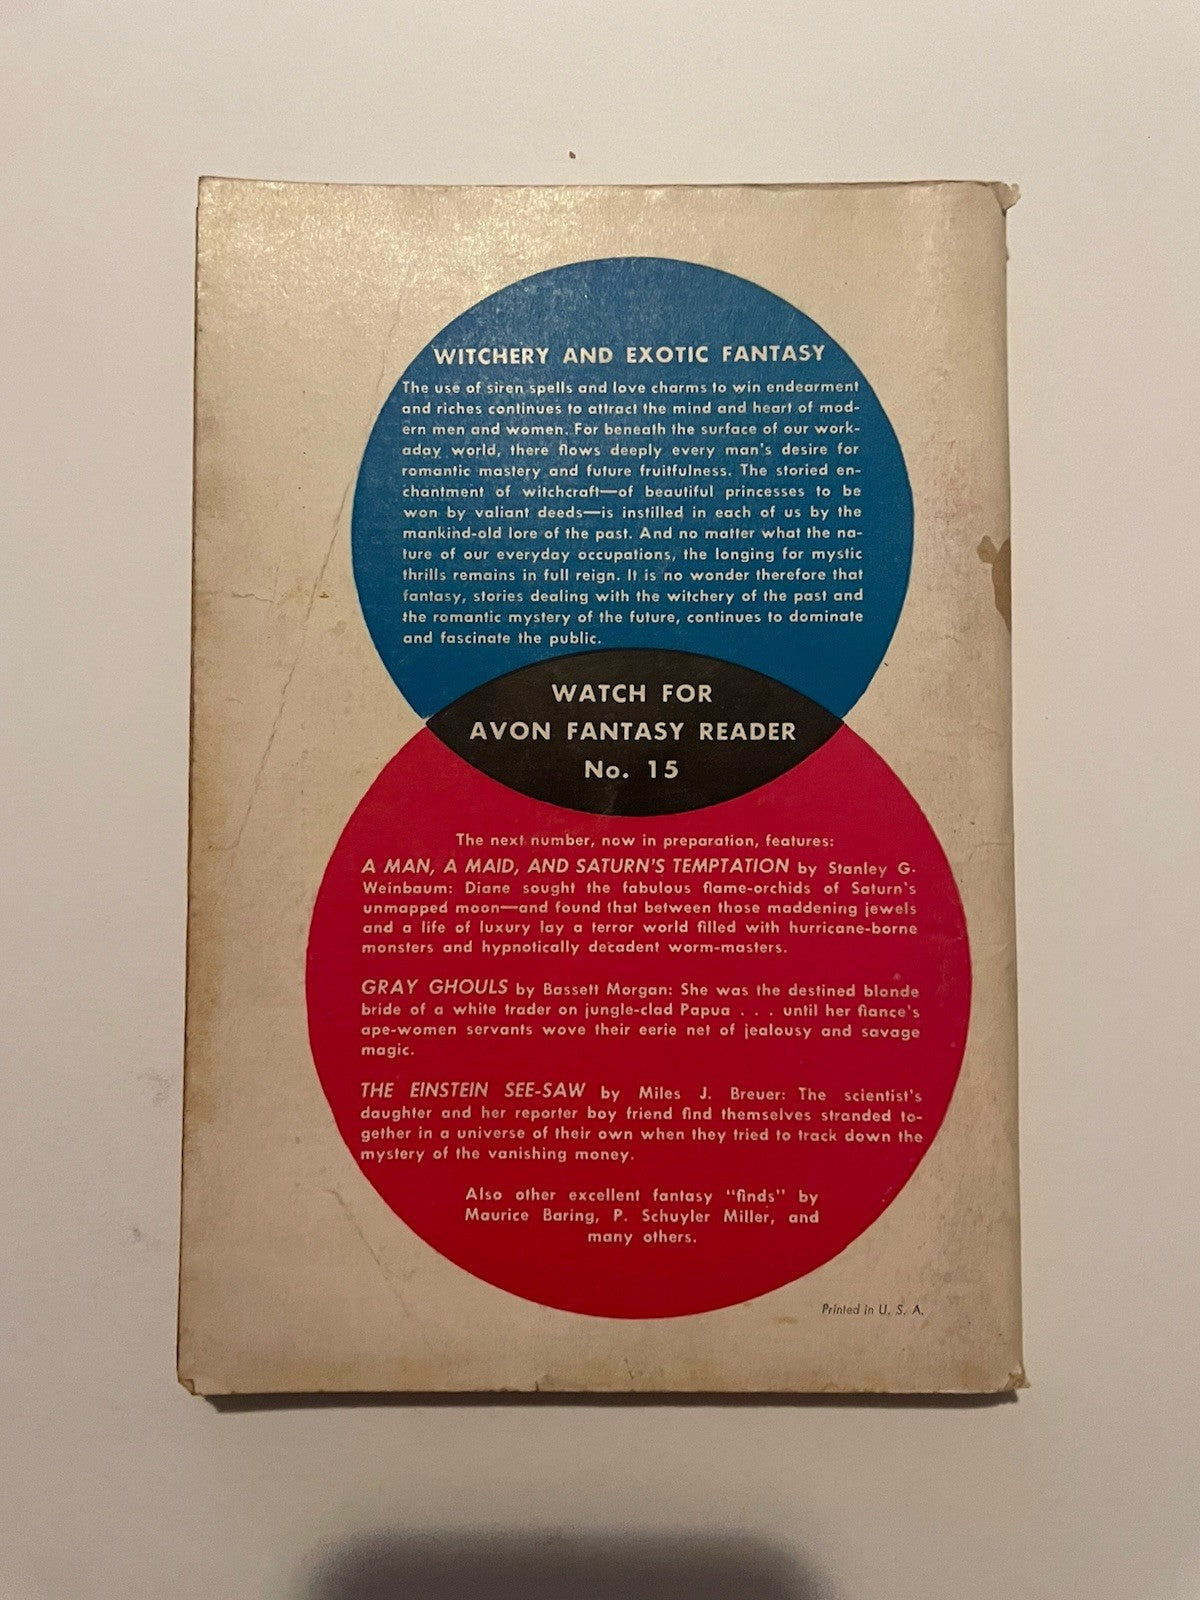 WITCHERY AND EXOTIC FANTASY
The use of siren spells and love charms to win endearment
and riches continues to attract the mind and heart of mod-
ern men and women. For beneath the surface of our work-
aday world, there flows deeply every man's desire for
romantic mastery and future fruitfulness. The storied en-
chantment of witchcraft—of beautiful princesses to be
won by valiant deeds—is instilled in each of us by the
mankind-old lore of the past. And no matter what the na-
ture of our everyday occupations, the longing for mystic
thrills remains in full reign. It is no wonder therefore that
fantasy, stories dealing with the witchery of the past and
the romantic mystery of the future, continues to dominate
and fascinate the public.
WATCH FOR
AVON FANTASY READER
No. 15
The next number, now in preparation, features:
A MAN, A MAID, AND SATURN'S TEMPTATION by Stanley G.
Weinbaum: Diane sought the fabulous flame-orchids of Saturn's
unmapped moon—and found that between those maddening jewels
and a life of luxury lay a terror world filled with hurricane-borne
monsters and hypnotically decadent worm-masters.
GRAY GHOULS by Bassett Morgan: She was the destined blonde
bride of a white trader on jungle-clad Papua . . . until her fiance's
ape-women servants wove their eerie net of jealousy and savage
magic.
THE EINSTEIN SEE-SAW by Miles J. Breuer: The scientist's
daughter and her reporter boy friend find themselves stranded to-
gether in a universe of their own when they tried to track down the
mystery of the vanishing money.
Also other excellent fantasy "finds" by
Maurice Baring, P. Schuyler Miller, and
many others.
Printed in U. S. A.